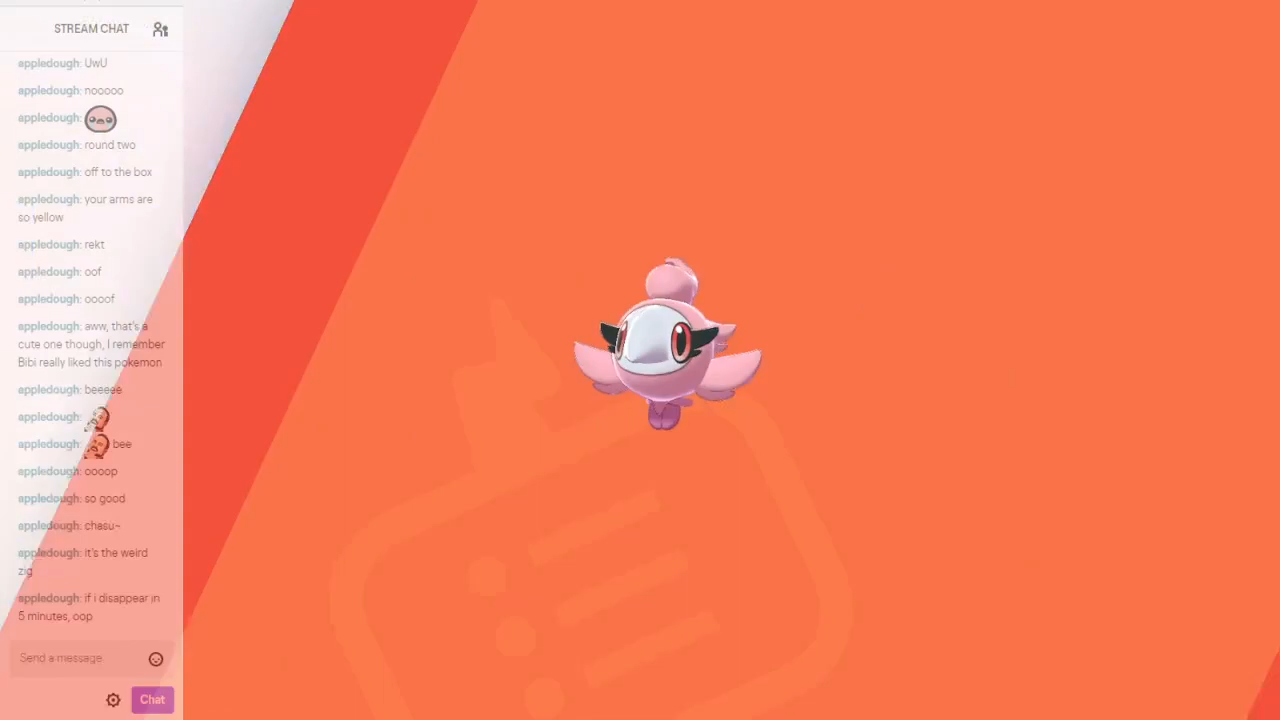 STREAM CHAT
appledough: UwU
appledough: nooooo
appledough:
appledough: round two
appledough: off to the box
appledough: your arms are
so yellow
appledough: rekt
appledough: oof
appledough: oooof
appledough: aww, that's a
cute one though, I remember
Bibi really liked this pokemon
appledough: beeeee
appledough:
appledough: bee
appledough: oooop
appledough: so good
appledough: chasu~
appledough: it's the weird
zig
appledough: if i disappear in
5 minutes, oop
Send a message
Chat